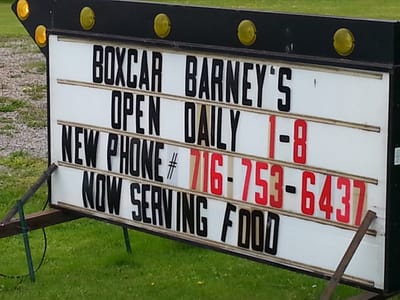 BOXCAR BARNEY'S
OPEN DAILY 1-8
NEW PHONE# 716-753-6437
NOW SERVING FOOD